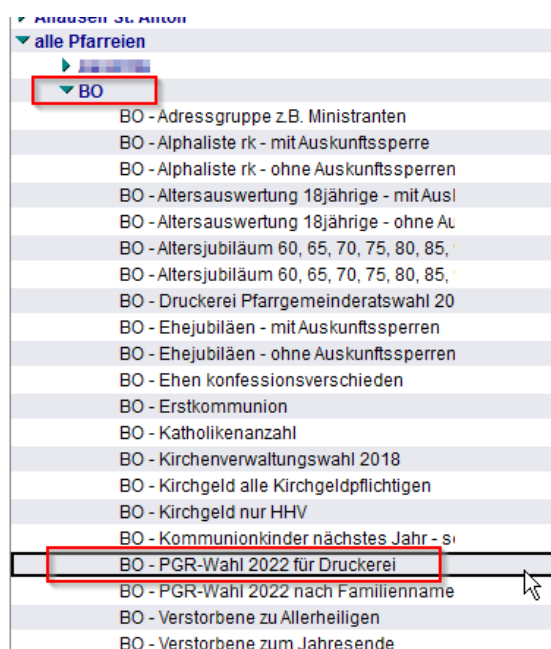 Anhausen St. Anton
alle Pfarreien
BO
BO - Adressgruppe z.B. Ministranten
BO - Alphaliste rk - mit Auskunftssperre
BO - Alphaliste rk - ohne Auskunftssperren
BO - Altersauswertung 18jährige - mit Ausl
BO - Altersauswertung 18jährige - ohne Au
BO - Altersjubiläum 60, 65, 70, 75, 80, 85,
BO - Altersjubiläum 60, 65, 70, 75, 80, 85,
BO - Druckerei Pfarrgemeinderatswahl 20
BO - Ehejubiläen - mit Auskunftssperren
BO - Ehejubiläen - ohne Auskunftssperren
BO - Ehen konfessionsverschieden
BO - Erstkommunion
BO - Katholikenanzahl
BO - Kirchenverwaltungswahl 2018
BO - Kirchgeld alle Kirchgeldpflichtigen
BO - Kirchgeld nur HHV
BO - Kommunionkinder nächstes Jahr - s
BO - PGR-Wahl 2022 für Druckerei
BO - PGR-Wahl 2022 nach Familienname
BO - Verstorbene zu Allerheiligen
BO - Verstorbene zum Jahresende